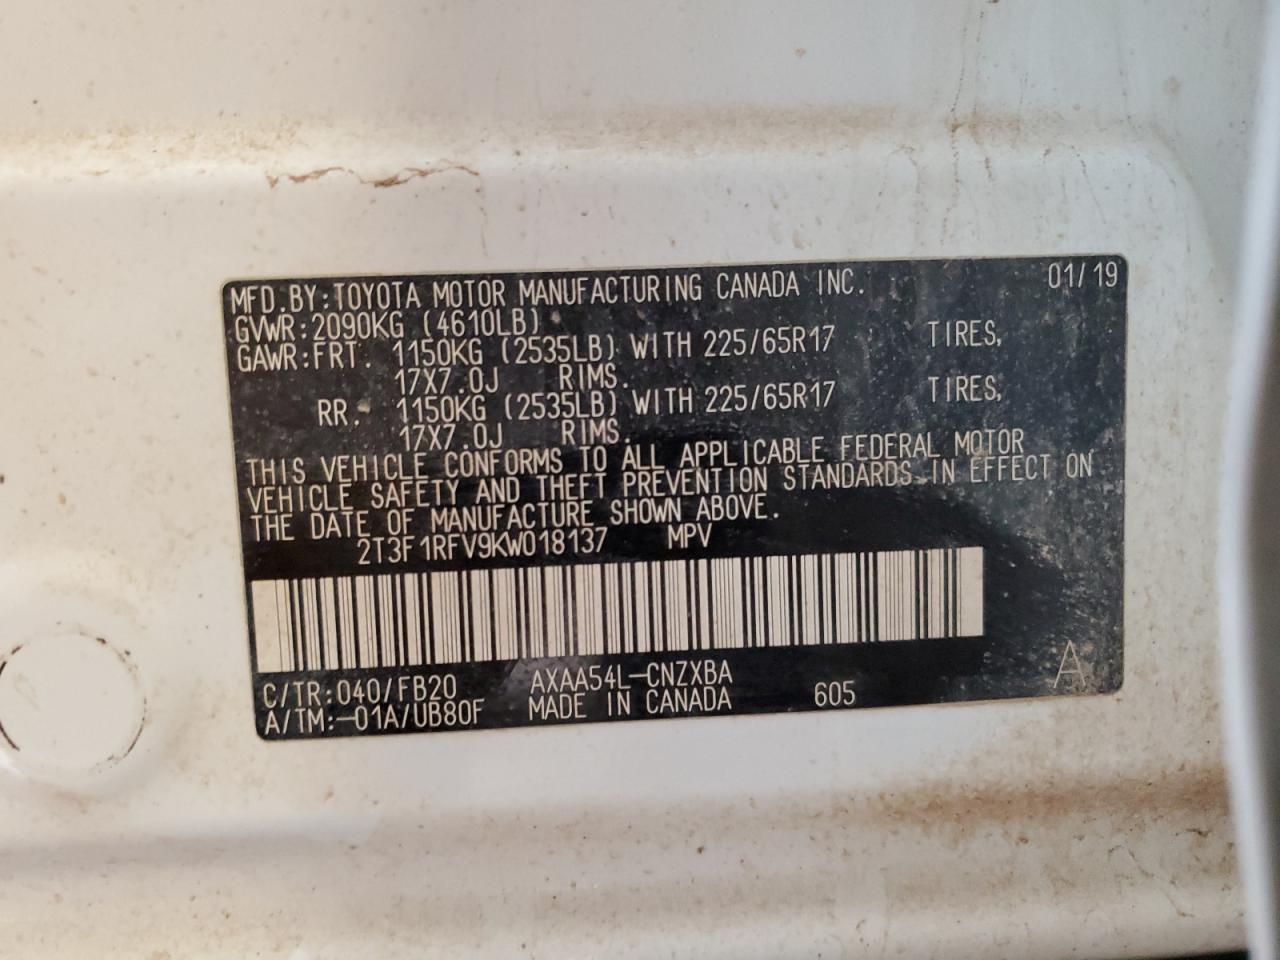 MFD.BY:TOYOTA MOTOR MANUFACTURING CANADA INC. 01/19
GVWR:2090KG (4610LB)
GAWR:FRT. 1150KG (2535LB) WITH 225/65R17 TIRES,
17X7.0J RIMS.
RR. 1150KG (2535LB) WITH 225/65R17 TIRES,
17X7.0J RIMS.
THIS VEHICLE CONFORMS TO ALL APPLICABLE FEDERAL MOTOR
VEHICLE SAFETY AND THEFT PREVENTION STANDARDS IN EFFECT ON
THE DATE OF MANUFACTURE SHOWN ABOVE.
2T3F1RFV9KW018137 MPV
C/TR:040/FB20 AXAA54L-CNZXBA A
A/TM:-01A/UB80F MADE IN CANADA 605